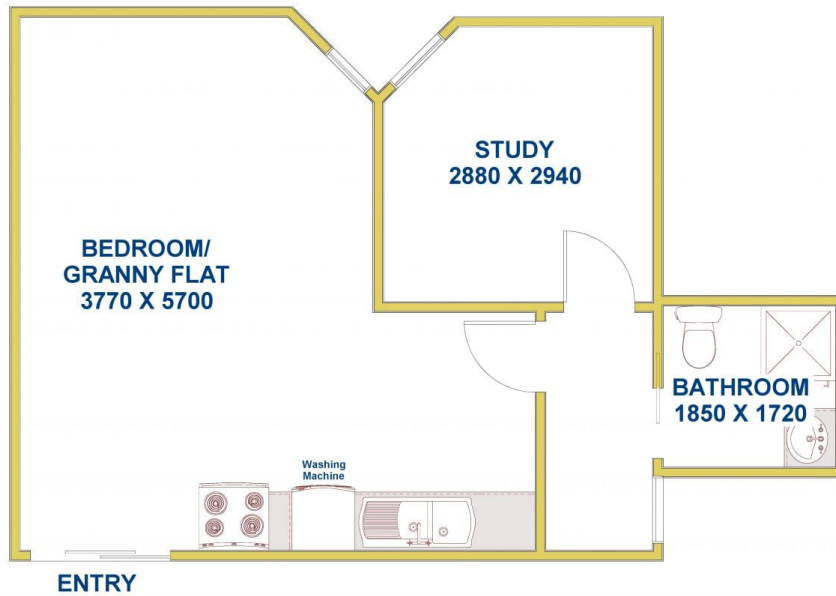 STUDY
2880 X 2940
BEDROOM/
GRANNY FLAT
3770 X 5700
BATHROOM
1850 X 1720
Washing
Machine
ENTRY